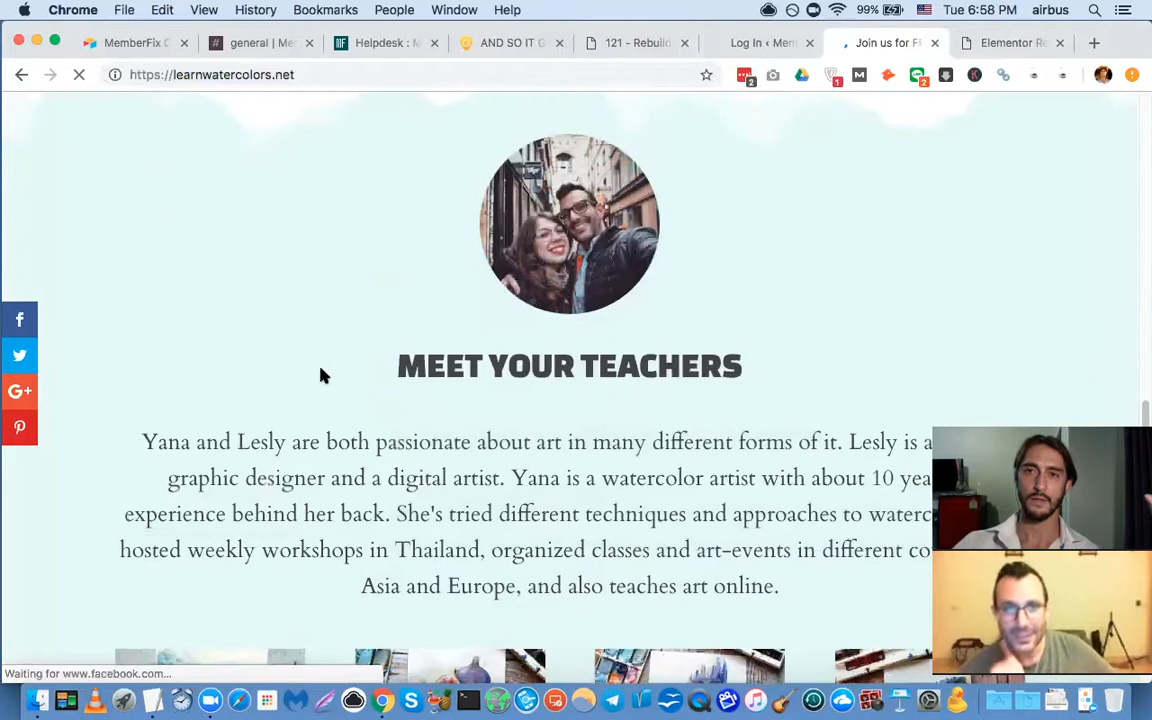 Chrome File Edit View History Bookmarks People Window Help 99% Tue 6:58 PM airbus
MemberFix C general | Me Helpdesk : M AND SO IT G 121 - Rebuilo Log In ‹ Mem Join us for F Elementor Re
https://learnwatercolors.net
MEET YOUR TEACHERS
Yana and Lesly are both passionate about art in many different forms of it. Lesly is a
graphic designer and a digital artist. Yana is a watercolor artist with about 10 yea
experience behind her back. She's tried different techniques and approaches to waterc
hosted weekly workshops in Thailand, organized classes and art-events in different co
Asia and Europe, and also teaches art online.
Waiting for www.facebook.com...